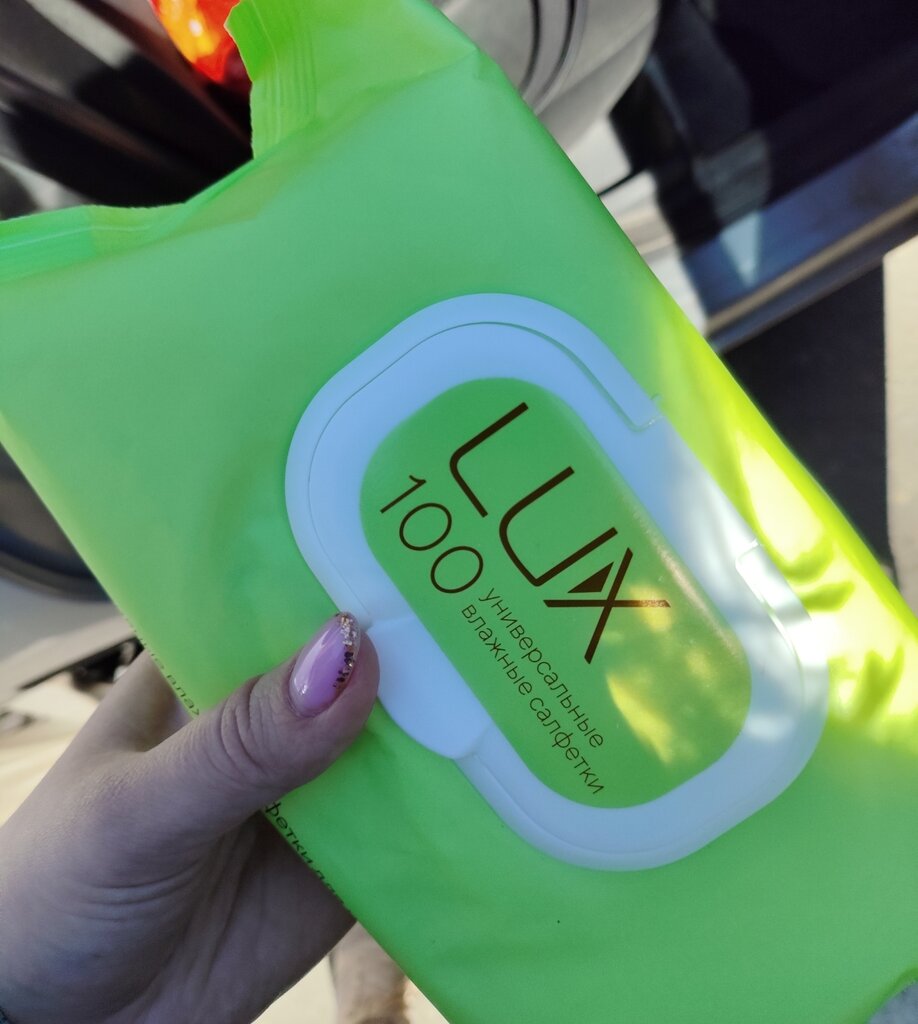 LUX
100
универсальные
влажные салфетки